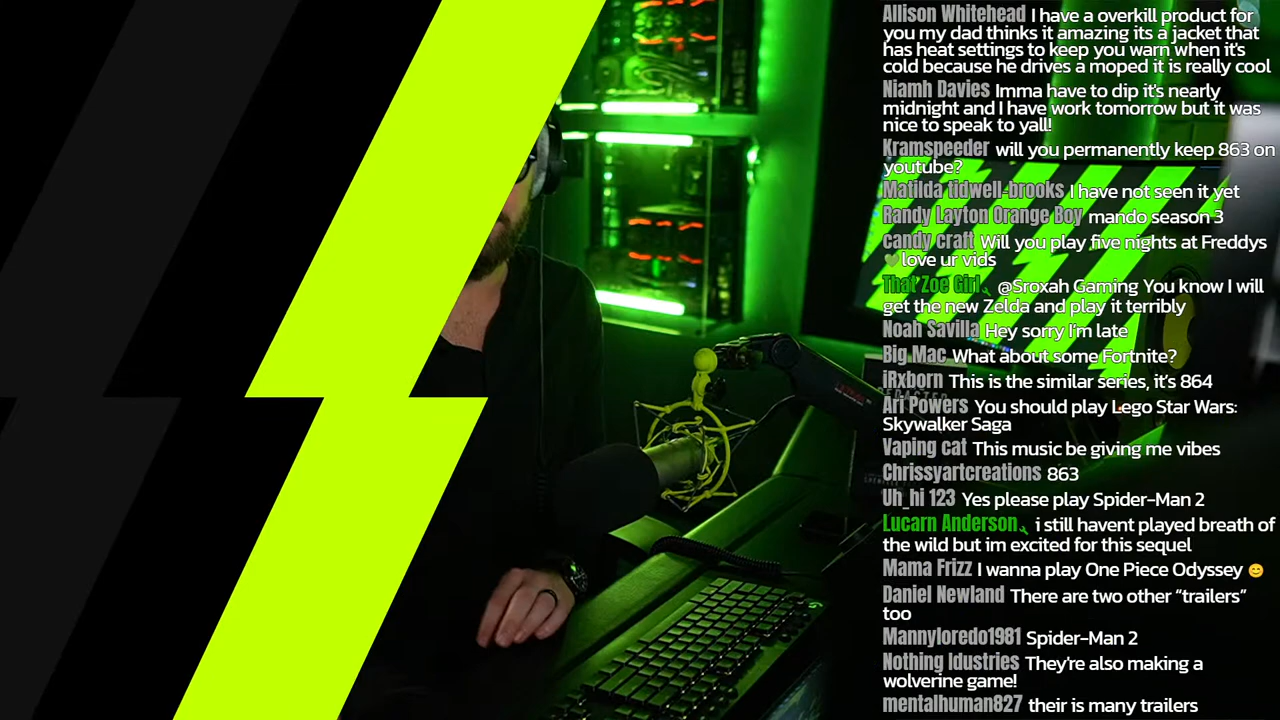 Allison Whitehead I have a overkill product for
you my dad thinks it amazing its a jacket that
has heat settings to keep you warn when it's
cold because he drives a moped it is really cool
Niamh Davies Imma have to dip it's nearly
midnight and I have work tomorrow but it was
nice to speak to yall!
Kramspeeder will you permanently keep 863 on
youtube?
Matilda tidwell-brooks I have not seen it yet
Randy Layton Orange Boy mando season 3
candy craft Will you play five nights at Freddys
💚love ur vids
That Zoe Girl @Sroxah Gaming You know I will
get the new Zelda and play it terribly
Noah Savilla Hey sorry I'm late
Big Mac What about some Fortnite?
iRxborn This is the similar series, it's 864
Ari Powers You should play Lego Star Wars:
Skywalker Saga
Vaping cat This music be giving me vibes
Chrissyartcreations 863
Uh_hi 123 Yes please play Spider-Man 2
Lucarn Anderson i still havent played breath of
the wild but im excited for this sequel
Mama Frizz I wanna play One Piece Odyssey 😊
Daniel Newland There are two other “trailers”
too
Mannyloredo1981 Spider-Man 2
Nothing Idustries They're also making a
wolverine game!
mentalhuman827 their is many trailers